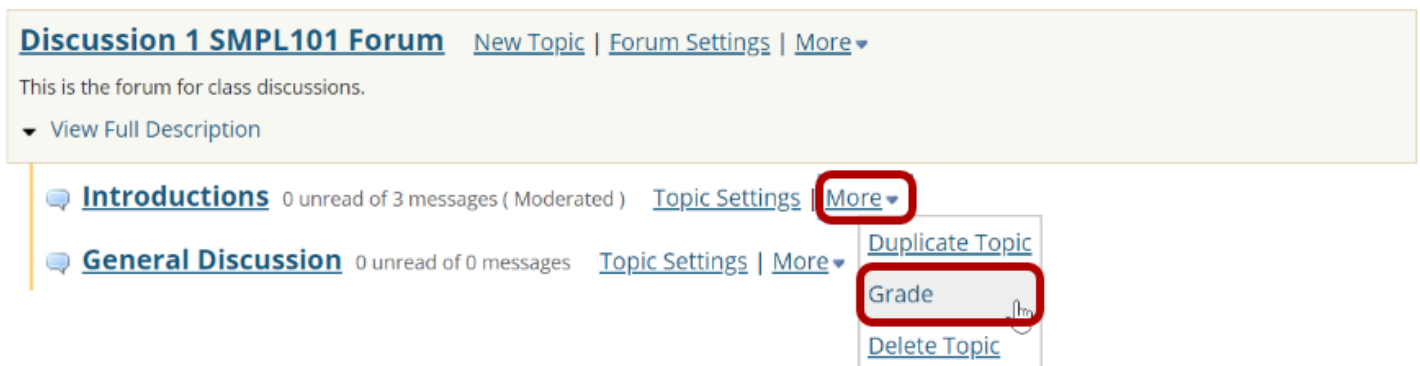 Discussion 1 SMPL101 Forum New Topic | Forum Settings | More
This is the forum for class discussions.
View Full Description
Introductions 0 unread of 3 messages ( Moderated ) Topic Settings | More
General Discussion 0 unread of 0 messages Topic Settings | More
Duplicate Topic
Grade
Delete Topic